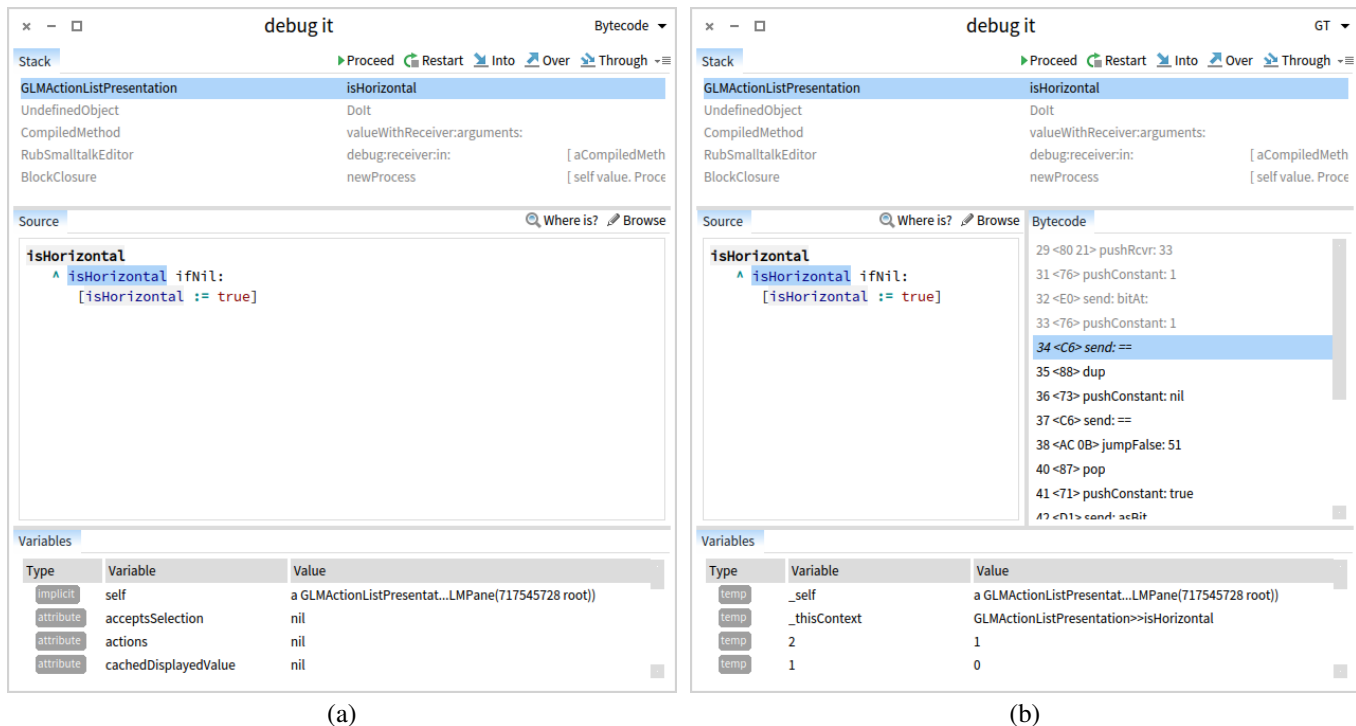 debug it
Bytecode
Stack
Proceed Restart Into Over Through
GLMActionListPresentation isHorizontal
UndefinedObject DoIt
CompiledMethod valueWithReceiver:arguments:
RubSmalltalkEditor debug:receiver:in: [ aCompiledMeth
BlockClosure newProcess [ self value. Proce
Source
Where is? Browse
isHorizontal
^ isHorizontal ifNil:
[isHorizontal := true]
Variables
Type Variable Value
implicit self a GLMActionListPresentat...LMPane(717545728 root))
attribute acceptsSelection nil
attribute actions nil
attribute cachedDisplayedValue nil
(a)
debug it
GT
Stack
Proceed Restart Into Over Through
GLMActionListPresentation isHorizontal
UndefinedObject DoIt
CompiledMethod valueWithReceiver:arguments:
RubSmalltalkEditor debug:receiver:in: [ aCompiledMeth
BlockClosure newProcess [ self value. Proce
Source
Where is? Browse
isHorizontal
^ isHorizontal ifNil:
[isHorizontal := true]
Bytecode
29 <80 21> pushRcvr: 33
31 <76> pushConstant: 1
32 <E0> send: bitAt:
33 <76> pushConstant: 1
34 <C6> send: ==
35 <88> dup
36 <73> pushConstant: nil
37 <C6> send: ==
38 <AC 0B> jumpFalse: 51
40 <87> pop
41 <71> pushConstant: true
42 <D1> send: asBit
Variables
Type Variable Value
temp _self a GLMActionListPresentat...LMPane(717545728 root))
temp _thisContext GLMActionListPresentation>>isHorizontal
temp 2 1
temp 1 0
(b)